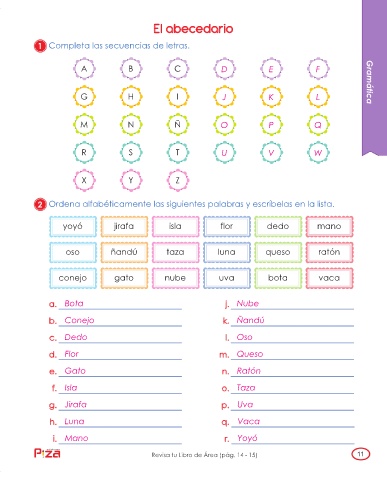 El abecedario
1 Completa las secuencias de letras.
A B C D E F
G H I J K L
M N Ñ O P Q
R S T U V W
X Y Z
Gramática
2 Ordena alfabéticamente las siguientes palabras y escríbelas en la lista.
yoyó jirafa isla flor dedo mano
oso ñandú taza luna queso ratón
conejo gato nube uva bota vaca
a. Bota
b. Conejo
c. Dedo
d. Flor
e. Gato
f. Isla
g. Jirafa
h. Luna
i. Mano
j. Nube
k. Ñandú
l. Oso
m. Queso
n. Ratón
o. Taza
p. Uva
q. Vaca
r. Yoyó
Piza
Revisa tu Libro de Área (pág. 14 - 15)
11